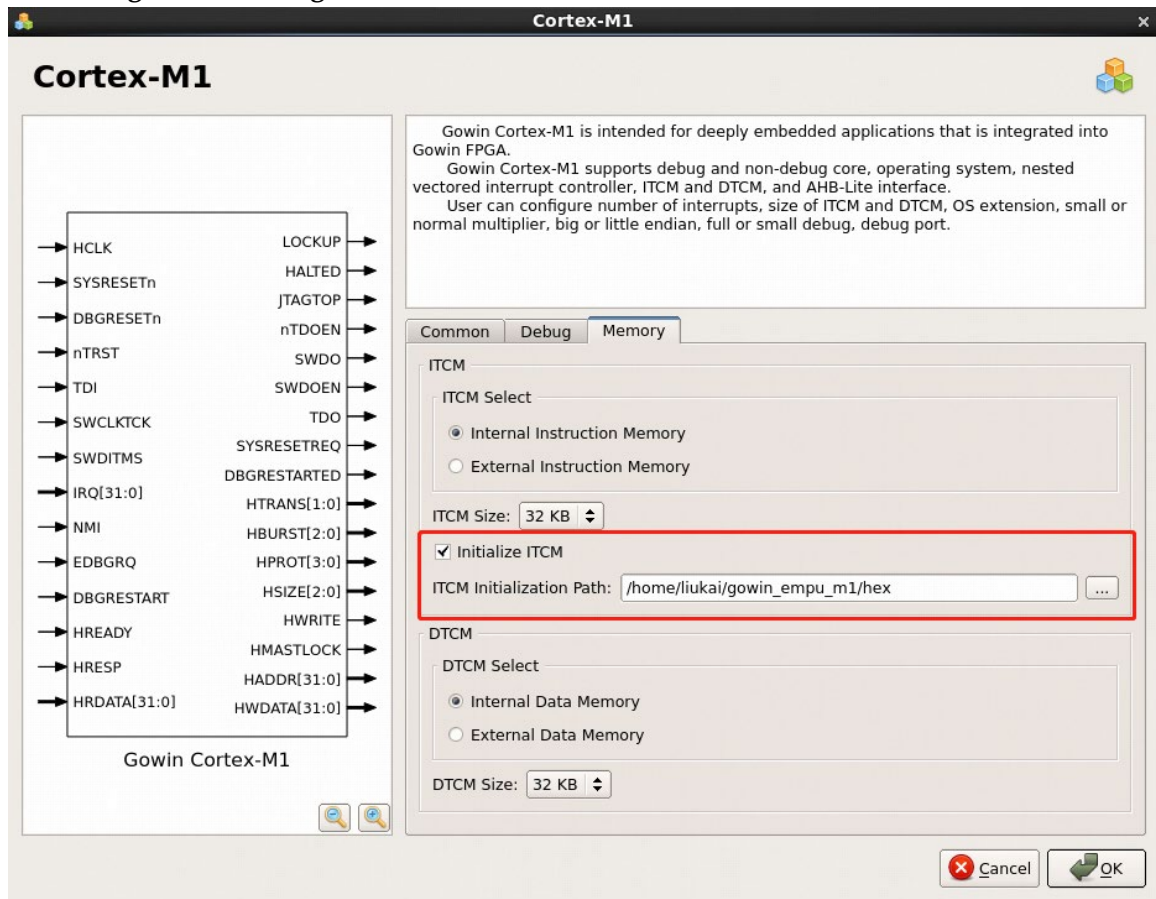 Cortex-M1
Cortex-M1
Gowin Cortex-M1 is intended for deeply embedded applications that is integrated into
Gowin FPGA.
Gowin Cortex-M1 supports debug and non-debug core, operating system, nested
vectored interrupt controller, ITCM and DTCM, and AHB-Lite interface.
User can configure number of interrupts, size of ITCM and DTCM, OS extension, small or
normal multiplier, big or little endian, full or small debug, debug port.
HCLK
SYSRESETn
DBGRESETn
nTRST
TDI
SWCLKTCK
SWDITMS
IRQ[31:0]
NMI
EDBGRQ
DBGRESTART
HREADY
HRESP
HRDATA[31:0]
LOCKUP
HALTED
JTAGTOP
nTDOEN
SWDO
SWDOEN
TDO
SYSRESETREQ
DBGRESTARTED
HTRANS[1:0]
HBURST[2:0]
HPROT[3:0]
HSIZE[2:0]
HWRITE
HMASTLOCK
HADDR[31:0]
HWDATA[31:0]
Gowin Cortex-M1
Common Debug Memory
ITCM
ITCM Select
Internal Instruction Memory
External Instruction Memory
ITCM Size: 32 KB
Initialize ITCM
ITCM Initialization Path: /home/liukai/gowin_empu_m1/hex ...
DTCM
DTCM Select
Internal Data Memory
External Data Memory
DTCM Size: 32 KB
Cancel OK